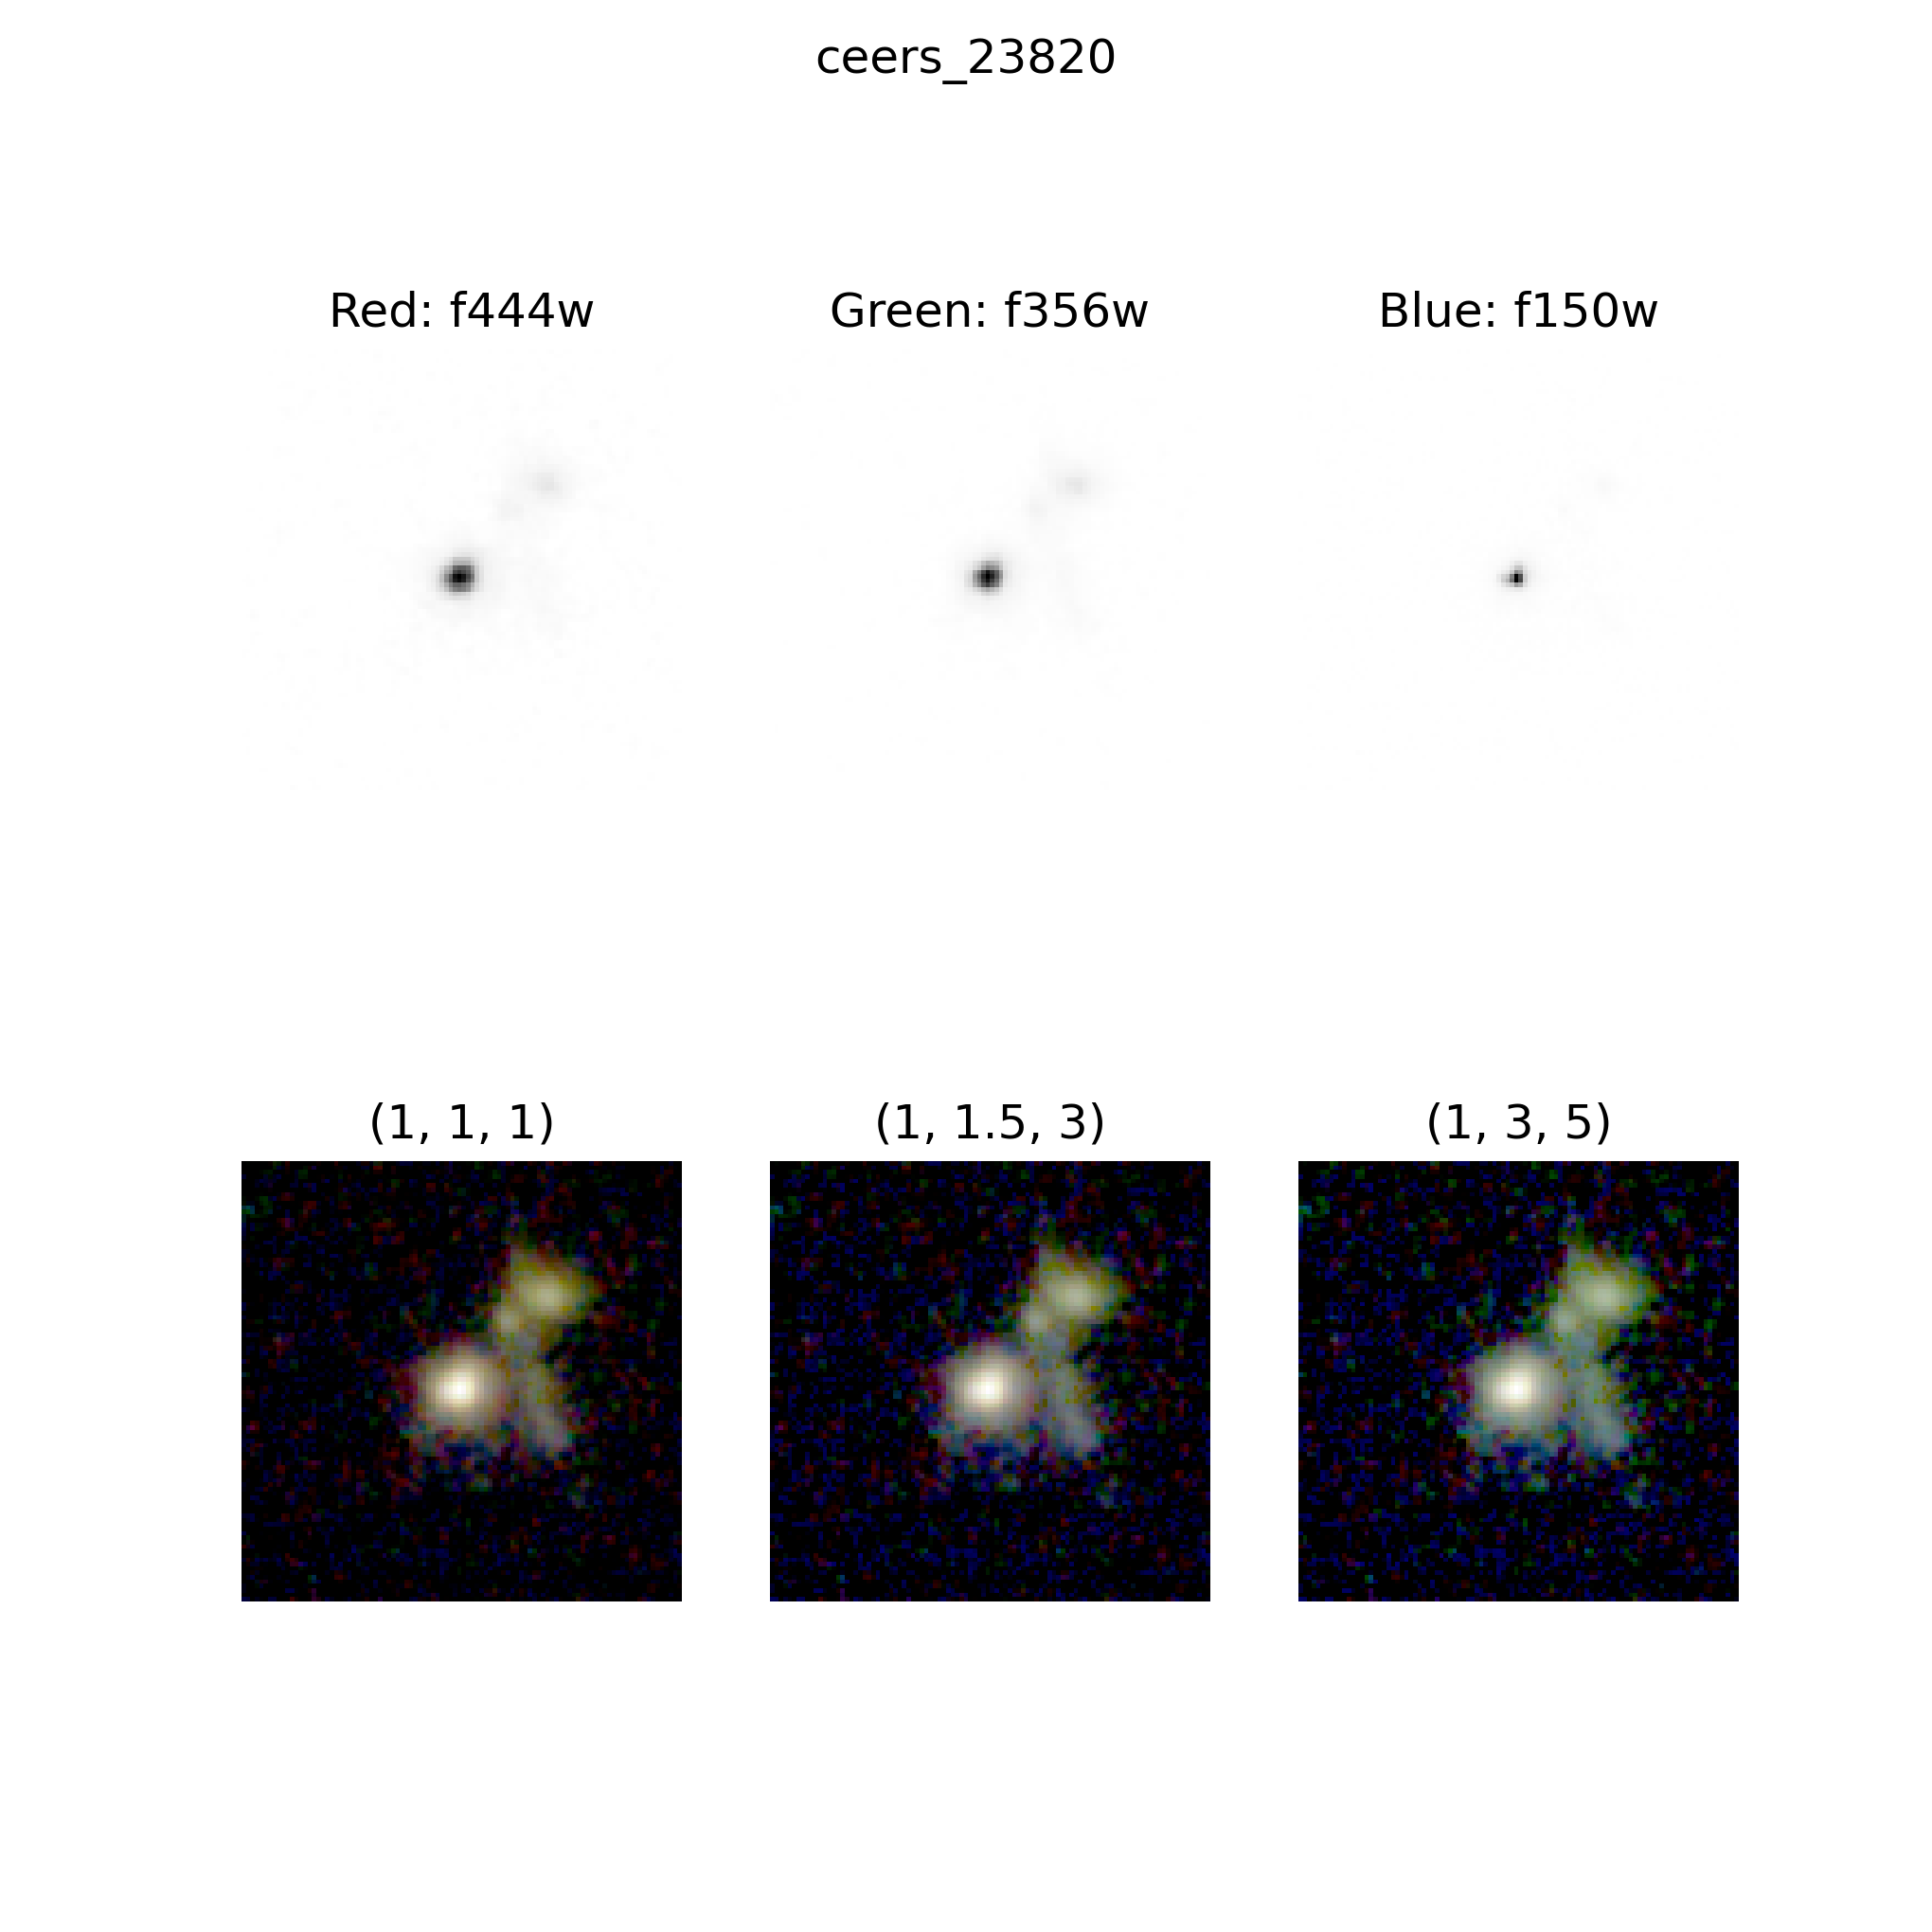 ceers_23820
Red: f444w
Green: f356w
Blue: f150w
(1, 1, 1)
(1, 1.5, 3)
(1, 3, 5)